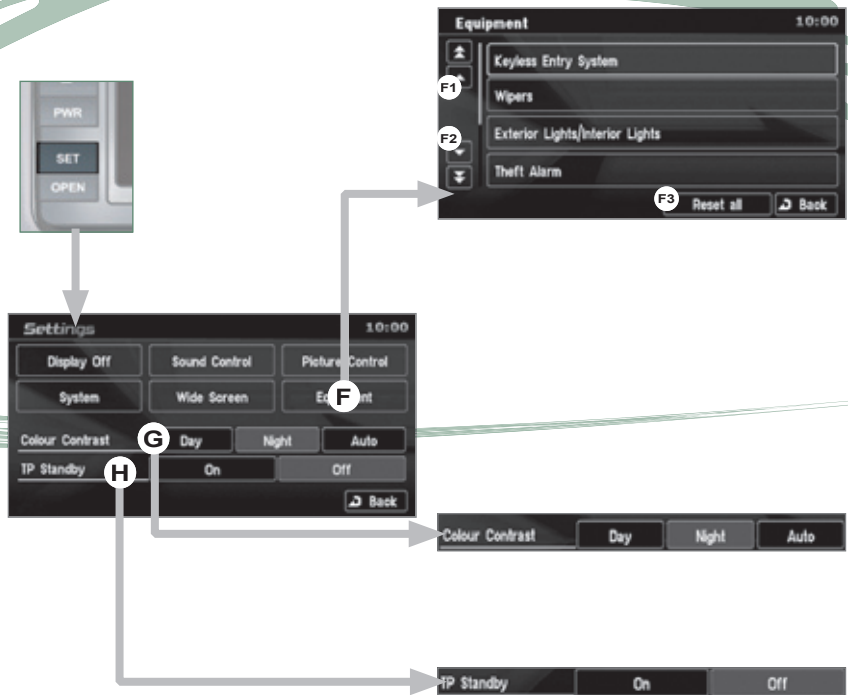 Equipment 10:00
Keyless Entry System
F1
Wipers
F2
Exterior Lights/Interior Lights
Theft Alarm
F3 Reset all Back
PWR
SET
OPEN
Settings 10:00
Display Off Sound Control Picture Control
System Wide Screen F
Colour Contrast G Day Night Auto
TP Standby H On Off
Back
Colour Contrast Day Night Auto
TP Standby On Off